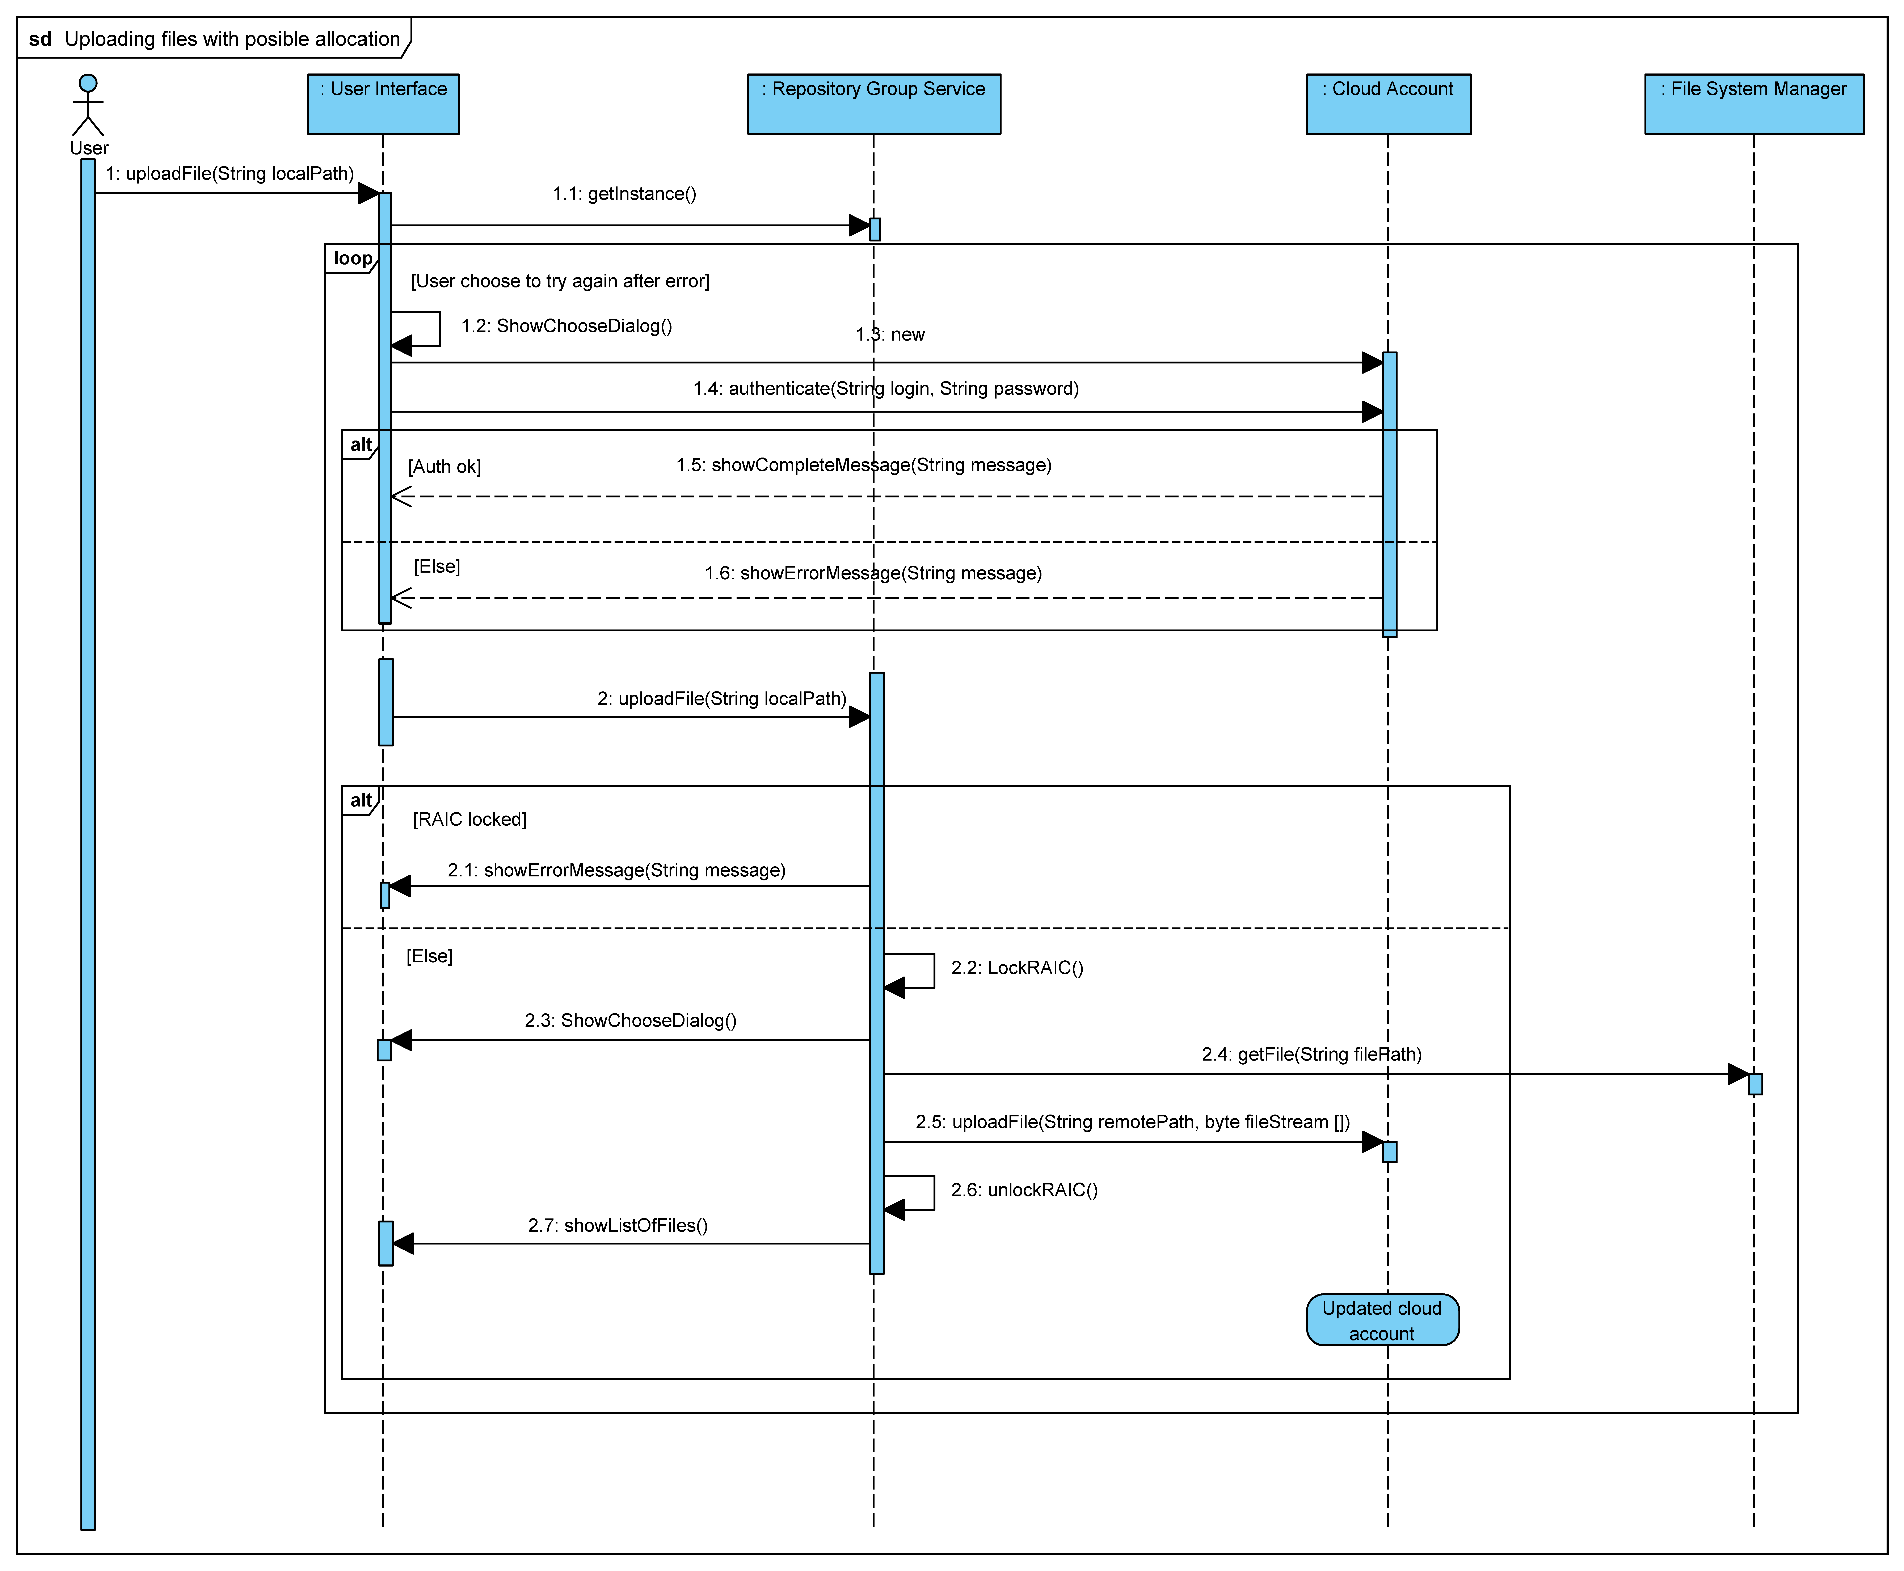 sd Uploading files with posible allocation
User
: User Interface
: Repository Group Service
: Cloud Account
: File System Manager
1: uploadFile(String localPath)
1.1: getInstance()
loop
[User choose to try again after error]
1.2: ShowChooseDialog()
1.3: new
1.4: authenticate(String login, String password)
alt
[Auth ok]
1.5: showCompleteMessage(String message)
[Else]
1.6: showErrorMessage(String message)
2: uploadFile(String localPath)
alt
[RAIC locked]
2.1: showErrorMessage(String message)
[Else]
2.2: LockRAIC()
2.3: ShowChooseDialog()
2.4: getFile(String filePath)
2.5: uploadFile(String remotePath, byte fileStream [])
2.6: unlockRAIC()
2.7: showListOfFiles()
Updated cloud
account